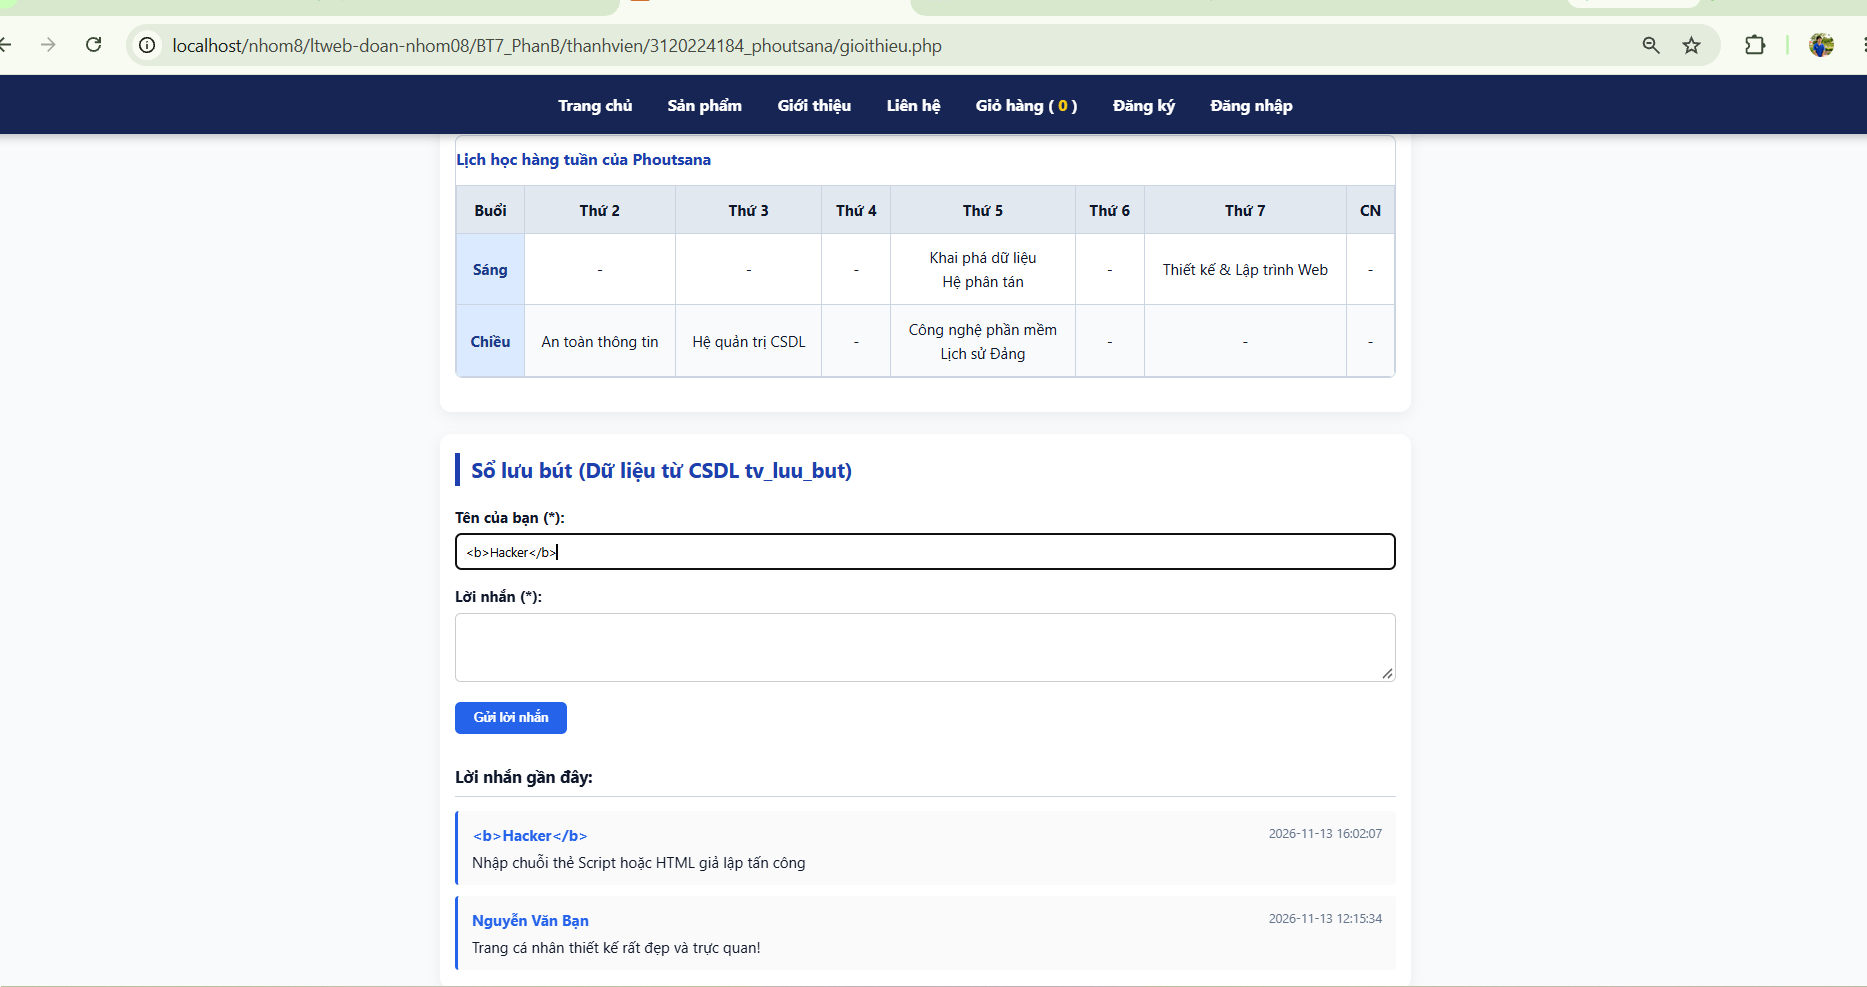 localhost/nhom8/ltweb-doan-nhom08/BT7_PhanB/thanhvien/3120224184_phoutsana/gioithieu.php
Trang chủ Sản phẩm Giới thiệu Liên hệ Giỏ hàng ( 0 ) Đăng ký Đăng nhập
Lịch học hàng tuần của Phoutsana
Buổi Thứ 2 Thứ 3 Thứ 4 Thứ 5 Thứ 6 Thứ 7 CN
Sáng - - - Khai phá dữ liệu - Thiết kế & Lập trình Web -
Hệ phân tán
Chiều An toàn thông tin Hệ quản trị CSDL - Công nghệ phần mềm - - -
Lịch sử Đảng
Sổ lưu bút (Dữ liệu từ CSDL tv_luu_but)
Tên của bạn (*):
<b>Hacker</b>
Lời nhắn (*):
Gửi lời nhắn
Lời nhắn gần đây:
<b>Hacker</b> 2026-11-13 16:02:07
Nhập chuỗi thẻ Script hoặc HTML giả lập tấn công
Nguyễn Văn Bạn 2026-11-13 12:15:34
Trang cá nhân thiết kế rất đẹp và trực quan!